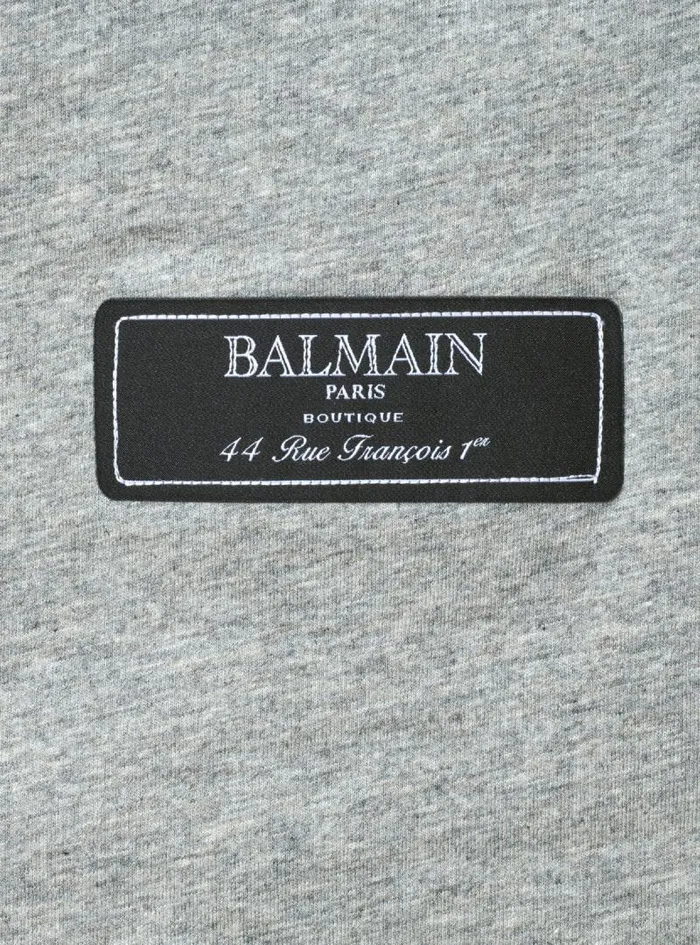 BALMAIN
PARIS
BOUTIQUE
44 Rue François 1er